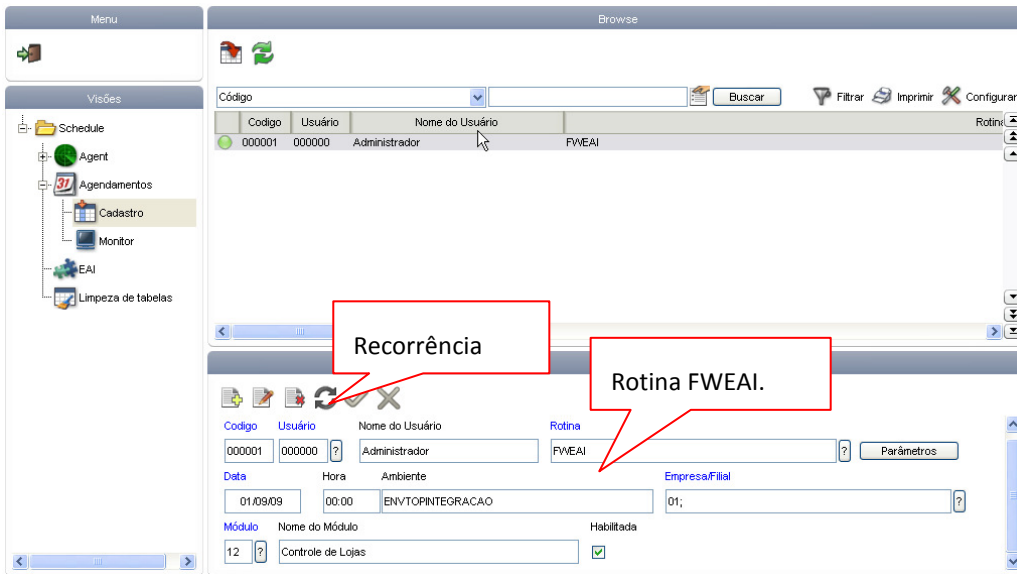 Menu
Browse
Visões
Código
Buscar
Filtrar
Imprimir
Configurar
Schedule
Agent
31
Agendamentos
Cadastro
Monitor
EAI
Limpeza de tabelas
Codigo Usuário Nome do Usuário Rotina
000001 000000 Administrador FWEAI
Recorrência
Rotina FWEAI.
Codigo Usuário Nome do Usuário Rotina
000001 000000 ? Administrador FWEAI ? Parâmetros
Data Hora Ambiente Empresa/Filial
01/09/09 00:00 ENVTOPINTEGRACAO 01; ?
Módulo Nome do Módulo Habilitada
12 ? Controle de Lojas